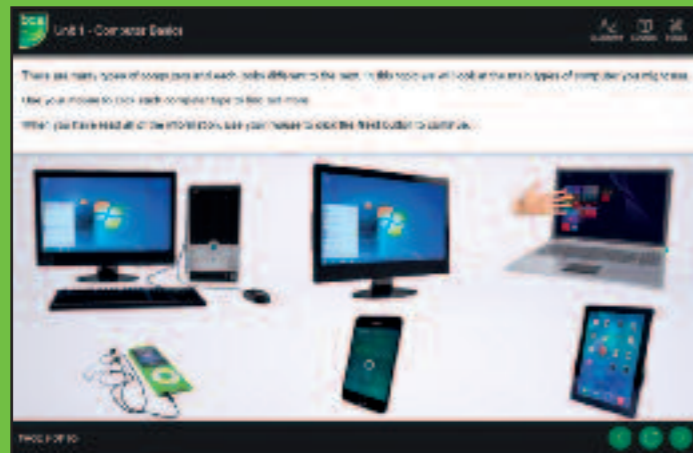 bcs
Unit 1 - Computer Basics
There are many types of computers and each looks different to the next. In this topic we will look at the main types of computer you might use.
Use your mouse to click each computer type to find out more.
When you have read all of the information, use your mouse to click the Next button to continue.